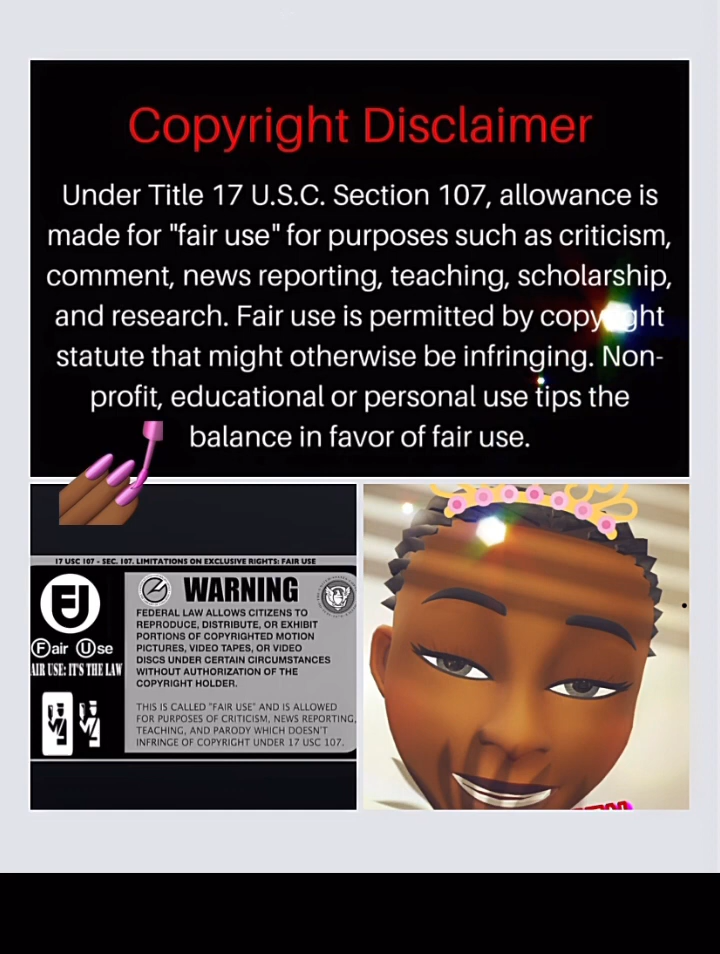 Copyright Disclaimer
Under Title 17 U.S.C. Section 107, allowance is
made for "fair use" for purposes such as criticism,
comment, news reporting, teaching, scholarship,
and research. Fair use is permitted by copyright
statute that might otherwise be infringing. Non-
profit, educational or personal use tips the
balance in favor of fair use.
17 USC 107 - SEC. 107. LIMITATIONS ON EXCLUSIVE RIGHTS: FAIR USE
FU
Fair Use
AIR USE: IT'S THE LAW
WARNING
FEDERAL LAW ALLOWS CITIZENS TO
REPRODUCE, DISTRIBUTE, OR EXHIBIT
PORTIONS OF COPYRIGHTED MOTION
PICTURES, VIDEO TAPES, OR VIDEO
DISCS UNDER CERTAIN CIRCUMSTANCES
WITHOUT AUTHORIZATION OF THE
COPYRIGHT HOLDER.
THIS IS CALLED "FAIR USE" AND IS ALLOWED
FOR PURPOSES OF CRITICISM, NEWS REPORTING,
TEACHING, AND PARODY WHICH DOESN'T
INFRINGE OF COPYRIGHT UNDER 17 USC 107.